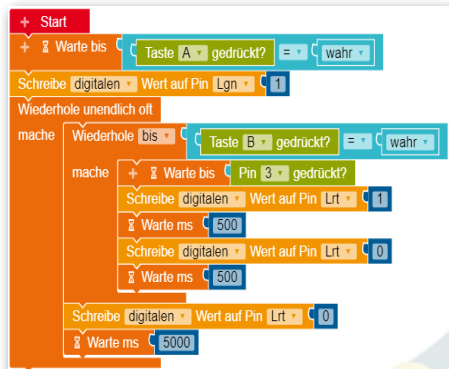 + Start
+ Warte bis Taste A gedrückt? = wahr
Schreibe digitalen Wert auf Pin Lgn 1
Wiederhole unendlich oft
mache Wiederhole bis Taste B gedrückt? = wahr
mache + Warte bis Pin 3 gedrückt?
Schreibe digitalen Wert auf Pin Lrt 1
Warte ms 500
Schreibe digitalen Wert auf Pin Lrt 0
Warte ms 500
Schreibe digitalen Wert auf Pin Lrt 0
Warte ms 5000